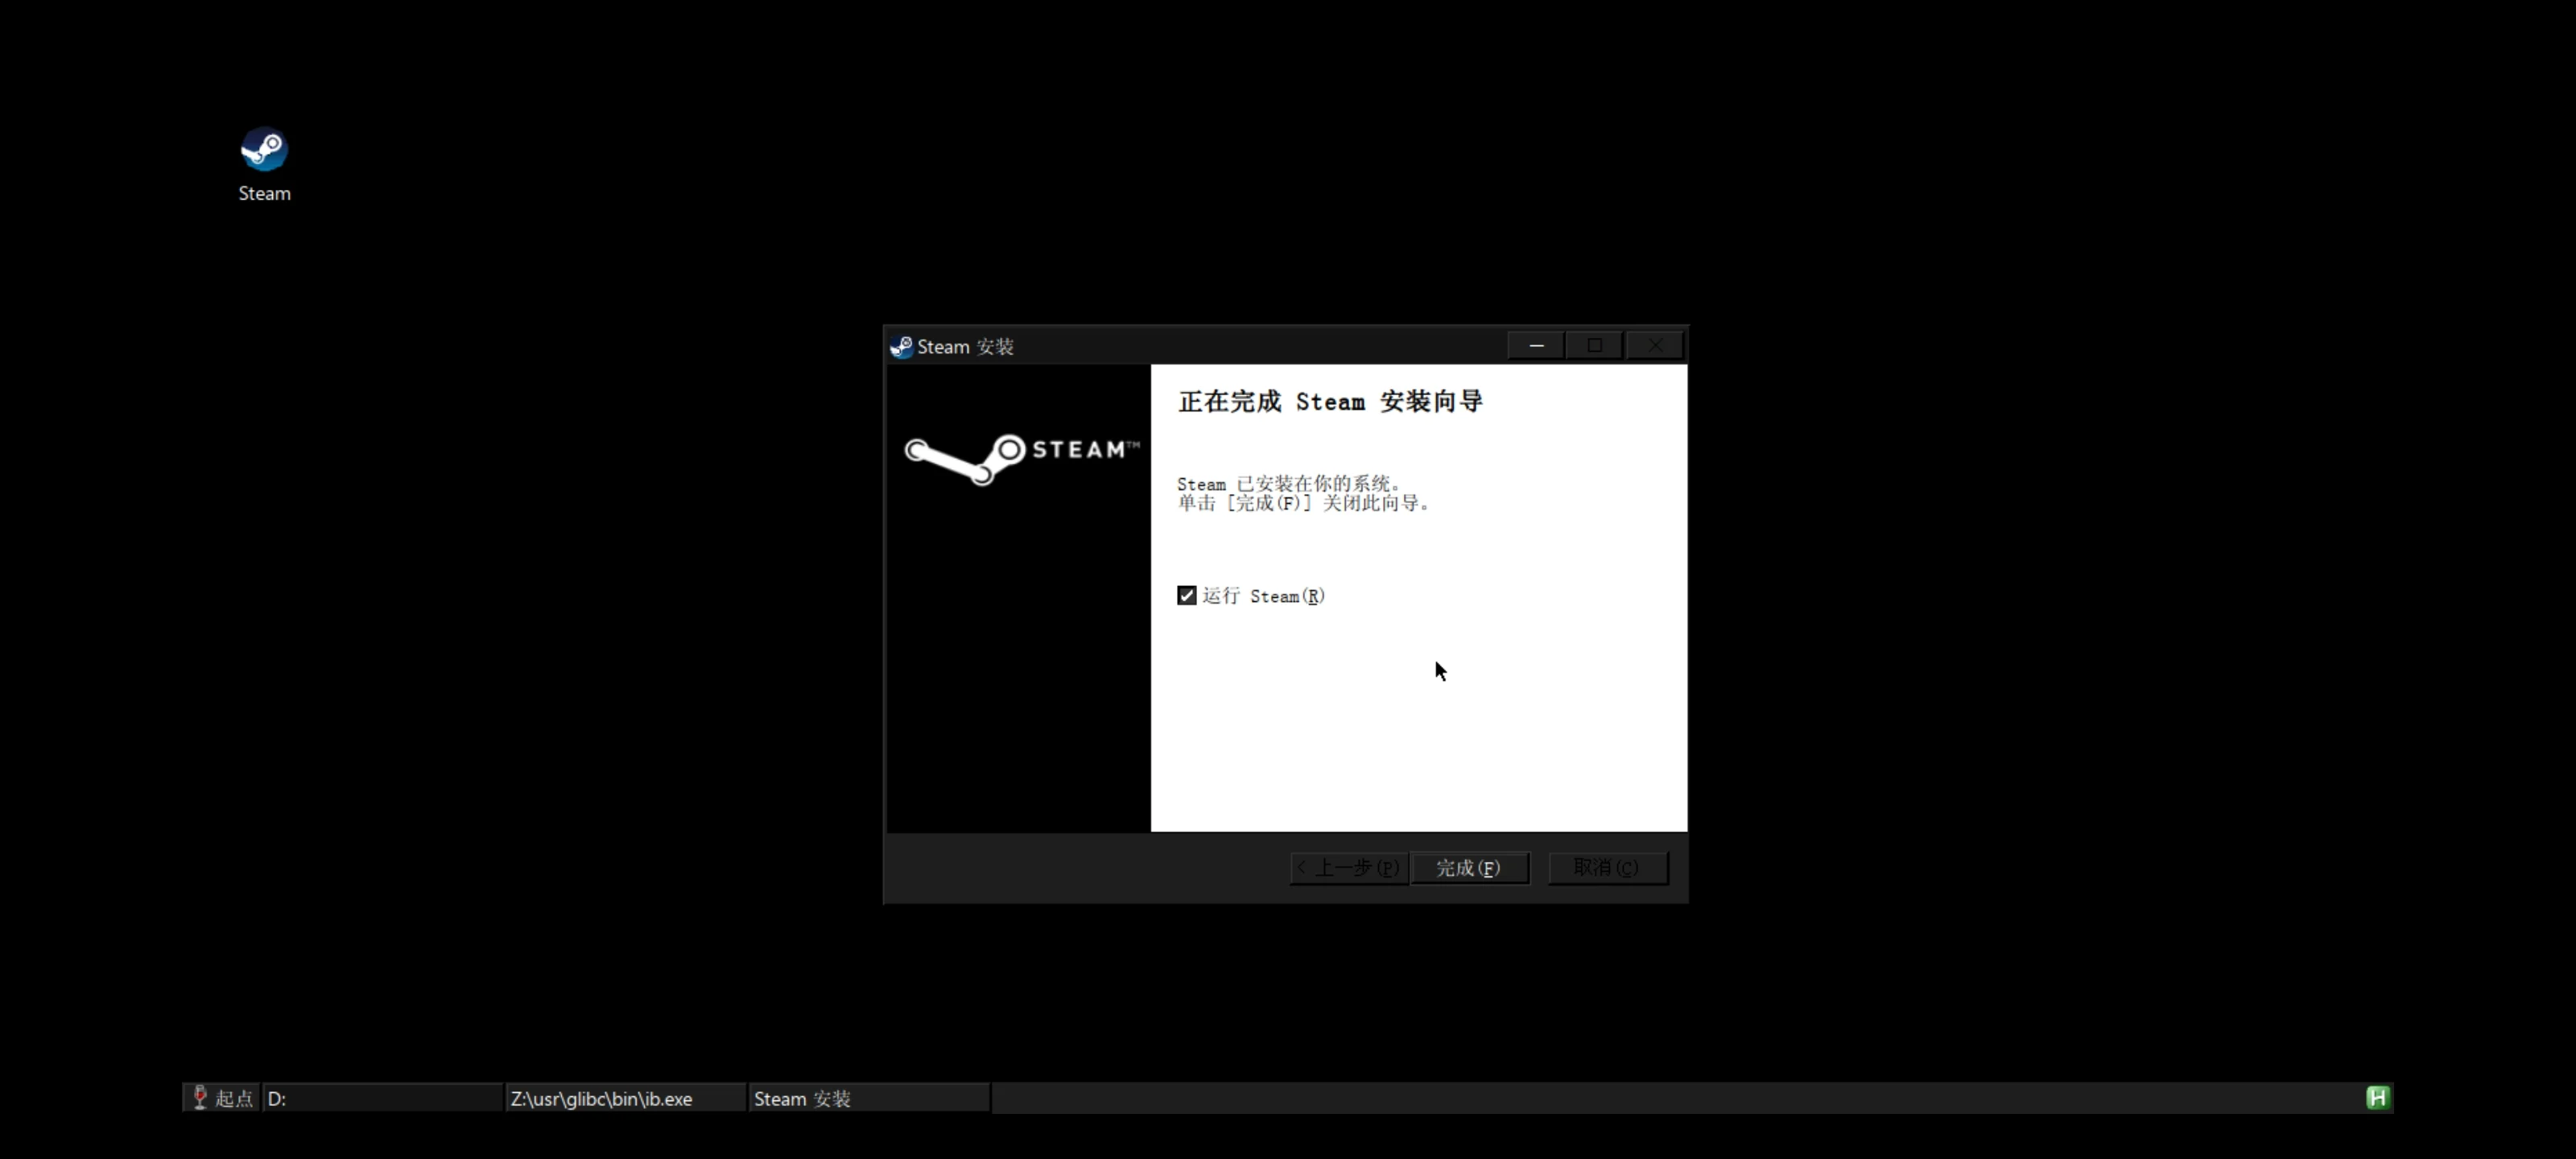 Steam
Steam 安装
STEAM™
正在完成 Steam 安装向导
Steam 已安装在你的系统。
单击 [完成(F)] 关闭此向导。
运行 Steam(R)
< 上一步(P)
完成(F)
取消(C)
起点
D:
Z:\usr\glibc\bin\ib.exe
Steam 安装
H